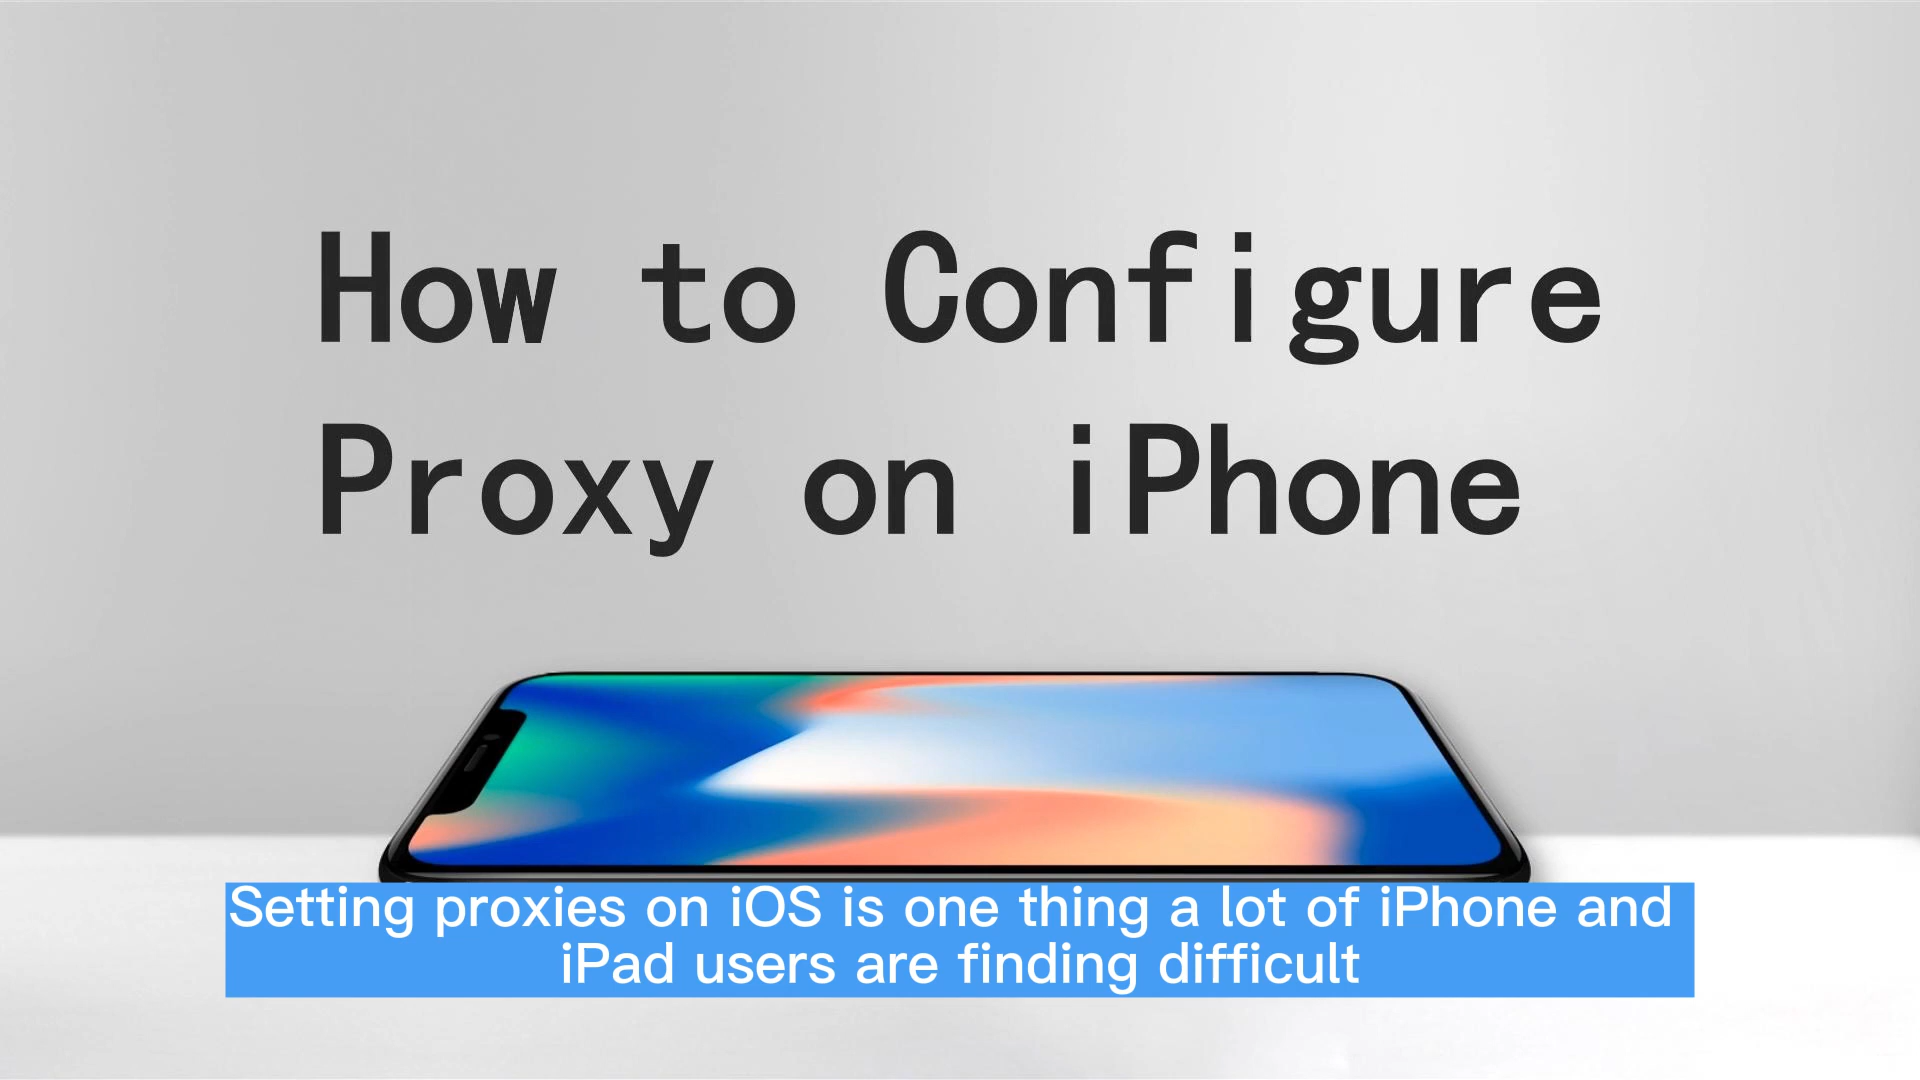 How to Configure
Proxy on iPhone
Setting proxies on iOS is one thing a lot of iPhone and
iPad users are finding difficult